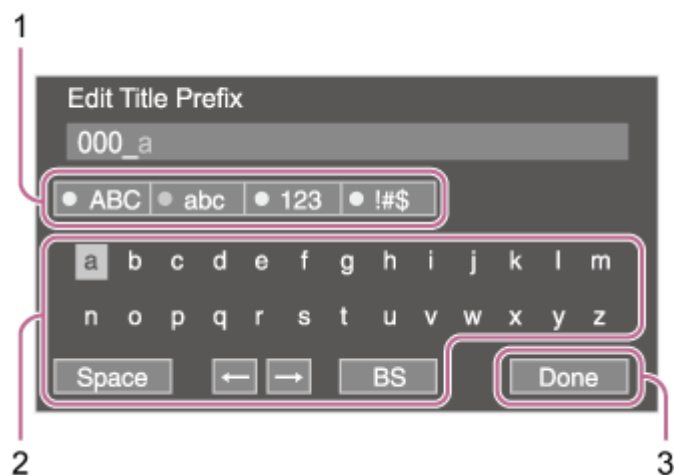 1
Edit Title Prefix
000_a
ABC abc 123 !#$
a b c d e f g h i j k l m
n o p q r s t u v w x y z
Space ← → BS Done
2 3